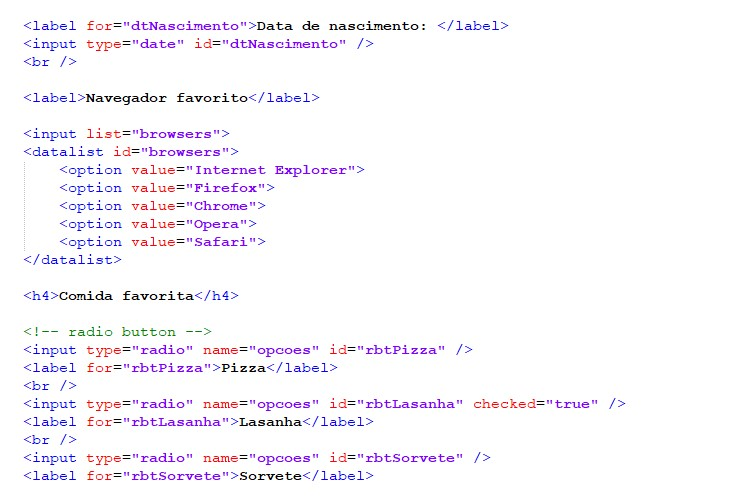 <label for="dtNascimento">Data de nascimento: </label>
<input type="date" id="dtNascimento" />
<br />
<label>Navegador favorito</label>
<input list="browsers">
<datalist id="browsers">
<option value="Internet Explorer">
<option value="Firefox">
<option value="Chrome">
<option value="Opera">
<option value="Safari">
</datalist>
<h4>Comida favorita</h4>
<!-- radio button -->
<input type="radio" name="opcoes" id="rbtPizza" />
<label for="rbtPizza">Pizza</label>
<br />
<input type="radio" name="opcoes" id="rbtLasanha" checked="true" />
<label for="rbtLasanha">Lasanha</label>
<br />
<input type="radio" name="opcoes" id="rbtSorvete" />
<label for="rbtSorvete">Sorvete</label>